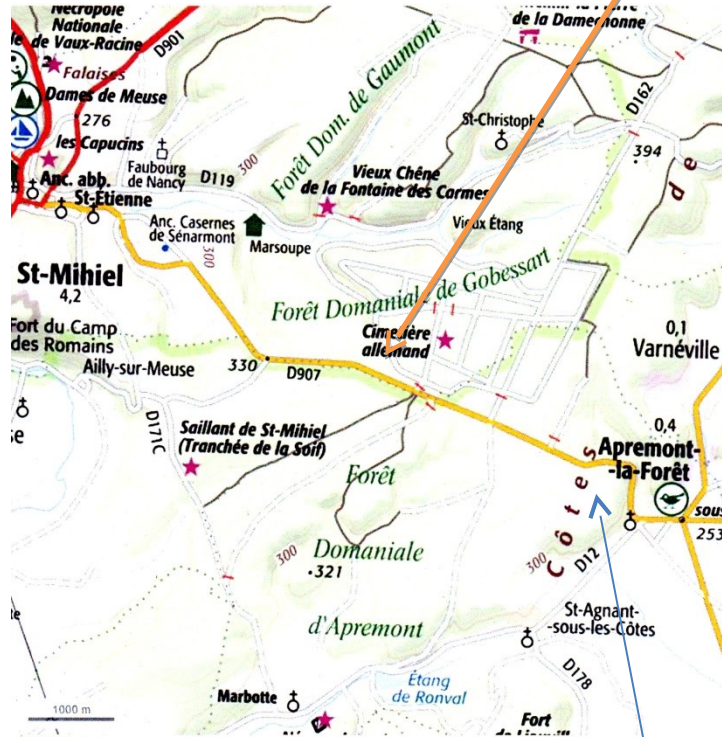 Nécropole
Nationale
de Vaux-Racine
D901
de la Damechonne
Falaises
Dames de Meuse
276
les Capucins
Faubourg
de Nancy
D119
300
Forêt Dom. de Gaumont
St-Christophe
D162
394
de
Anc. abb.
St-Étienne
Vieux Chêne
de la Fontaine des Carmes
Vieux Étang
Anc. Casernes
de Sénarmont
300
Marsoupe
St-Mihiel
4,2
Forêt Domaniale de Gobessart
Cimetière
allemand
0,1
Varnéville
Fort du Camp
des Romains
Ailly-sur-Meuse
330
D907
D171C
Saillant de St-Mihiel
(Tranchée de la Soif)
0,4
Apremont-
-la-Forêt
Côtes
sous
253
Forêt
Domaniale
300
321
d'Apremont
300
D12
St-Agnant
-sous-les-Côtes
D178
Étang
de Ronval
Marbotte
Fort
1000 m